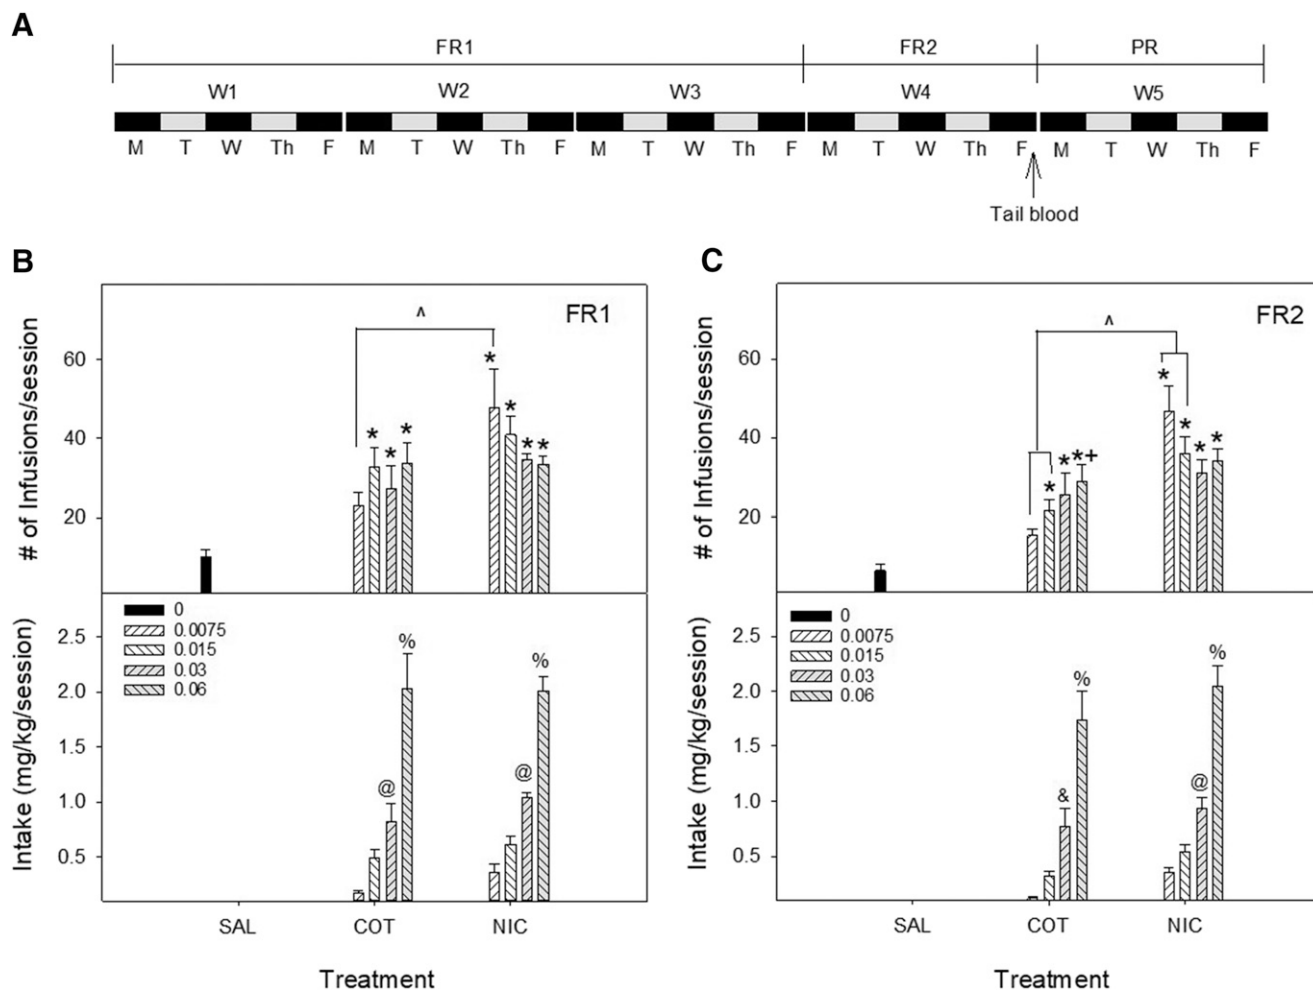 A
FR1 FR2 PR
W1 W2 W3 W4 W5
M T W Th F M T W Th F M T W Th F M T W Th F M T W Th F
Tail blood
B
FR1
# of Infusions/session
60
40
20
^
*
*
*
*
*
*
*
Intake (mg/kg/session)
2.5
2.0
1.5
1.0
0.5
0
0.0075
0.015
0.03
0.06
@
%
@
%
SAL COT NIC
Treatment
C
FR2
# of Infusions/session
60
40
20
^
*
*
*+
*
*
*
*
Intake (mg/kg/session)
2.5
2.0
1.5
1.0
0.5
0
0.0075
0.015
0.03
0.06
&
%
@
%
SAL COT NIC
Treatment